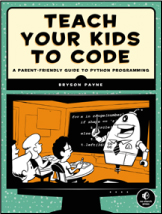 TEACH
YOUR KIDS
TO CODE
A PARENT-FRIENDLY GUIDE TO PYTHON PROGRAMMING
BRYSON PAYNE